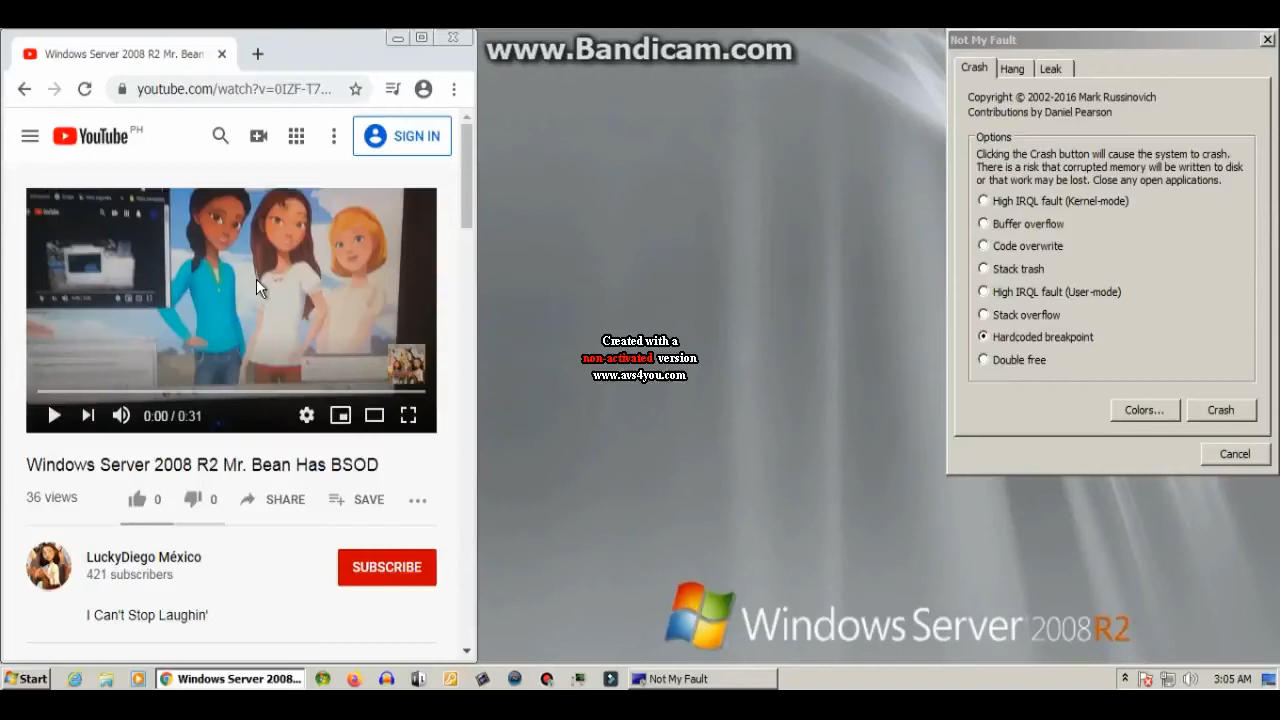 Windows Server 2008 R2 Mr. Bean
youtube.com/watch?v=0IZF-T7...
YouTube PH
SIGN IN
0:00 / 0:31
Windows Server 2008 R2 Mr. Bean Has BSOD
36 views
0
0
SHARE
SAVE
LuckyDiego México
421 subscribers
SUBSCRIBE
I Can't Stop Laughin'
www.Bandicam.com
Created with a
non-activated version
www.avs4you.com
Windows Server 2008 R2
Not My Fault
Crash
Hang
Leak
Copyright © 2002-2016 Mark Russinovich
Contributions by Daniel Pearson
Options
Clicking the Crash button will cause the system to crash.
There is a risk that corrupted memory will be written to disk
or that work may be lost. Close any open applications.
High IRQL fault (Kernel-mode)
Buffer overflow
Code overwrite
Stack trash
High IRQL fault (User-mode)
Stack overflow
Hardcoded breakpoint
Double free
Colors...
Crash
Cancel
Start
Windows Server 2008...
Not My Fault
3:05 AM